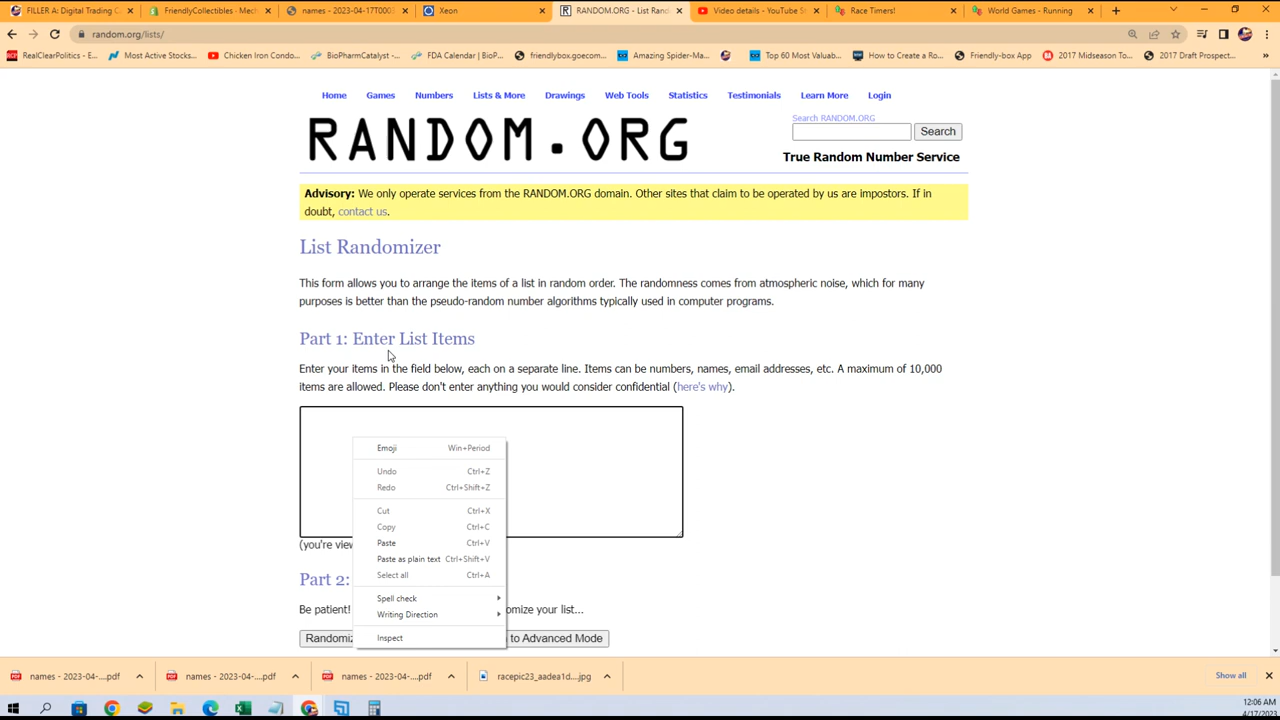 FILLER A: Digital Trading C
FriendlyCollectibles - Mech
names - 2023-04-17T0003
Xeon
RANDOM.ORG - List Rando
Video details - YouTube St
Race Timers!
World Games - Running
random.org/lists/
RealClearPolitics - E...
Most Active Stocks...
Chicken Iron Condo...
BioPharmCatalyst -...
FDA Calendar | BioP...
friendlybox.goecom...
Amazing Spider-Ma...
Top 60 Most Valuab...
How to Create a Ro...
Friendly-box App
2017 Midseason To...
2017 Draft Prospect...
Home Games Numbers Lists & More Drawings Web Tools Statistics Testimonials Learn More Login
Search RANDOM.ORG
Search
RANDOM.ORG
True Random Number Service
Advisory: We only operate services from the RANDOM.ORG domain. Other sites that claim to be operated by us are impostors. If in
doubt, contact us.
List Randomizer
This form allows you to arrange the items of a list in random order. The randomness comes from atmospheric noise, which for many
purposes is better than the pseudo-random number algorithms typically used in computer programs.
Part 1: Enter List Items
Enter your items in the field below, each on a separate line. Items can be numbers, names, email addresses, etc. A maximum of 10,000
items are allowed. Please don't enter anything you would consider confidential (here's why).
Emoji Win+Period
Undo Ctrl+Z
Redo Ctrl+Shift+Z
Cut Ctrl+X
Copy Ctrl+C
Paste Ctrl+V
Paste as plain text Ctrl+Shift+V
Select all Ctrl+A
Spell check
Writing Direction
Inspect
(you're view
Part 2:
Be patient! omize your list...
Randomiz to Advanced Mode
names - 2023-04-....pdf
names - 2023-04-....pdf
names - 2023-04-....pdf
racepic23_aadea1d....jpg
Show all
12:06 AM
4/17/2023